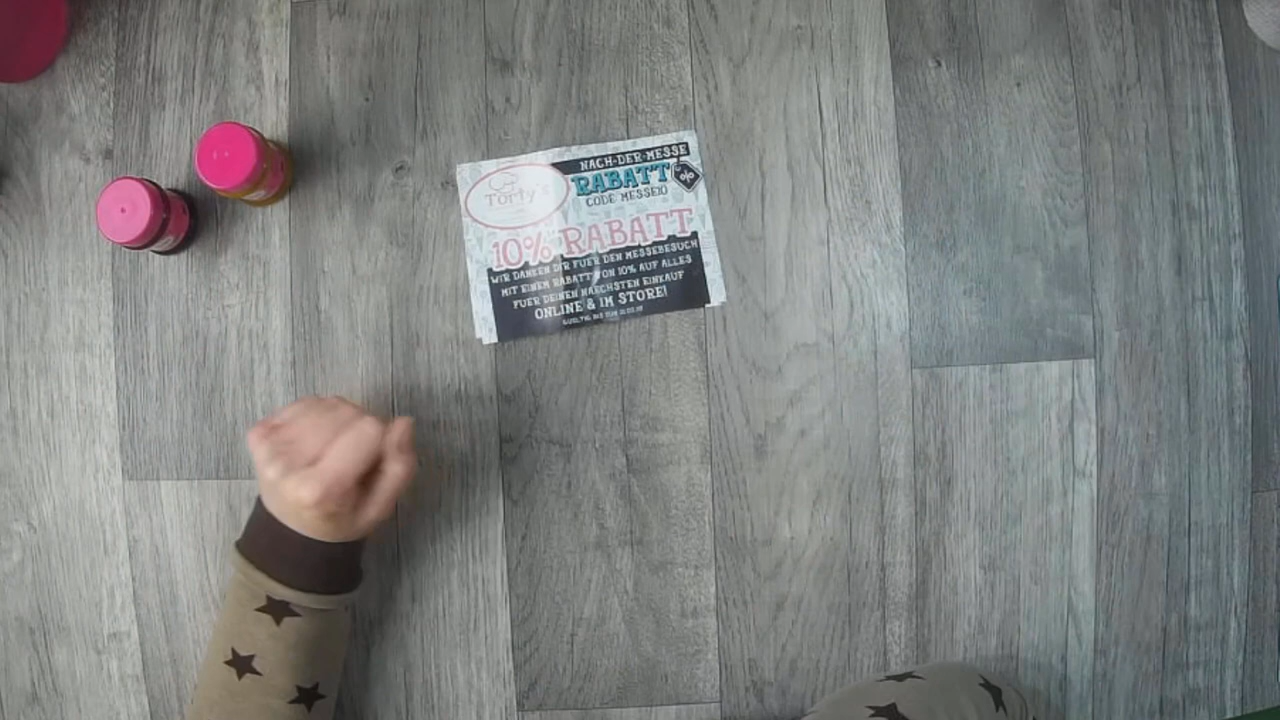 NACH-DER-MESSE
RABATT
%
CODE MESSE10
Torty's
10% RABATT
WIR DANKEN DIR FUER DEN MESSEBESUCH
MIT EINEM RABATT VON 10% AUF ALLES
FUER DEINEN NAECHSTEN EINKAUF
ONLINE & IM STORE!